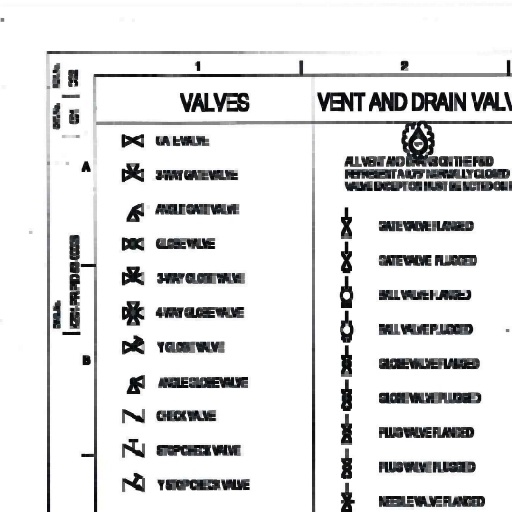 1
2
VALVES
VENT AND DRAIN VALV
A
GATE VALVE
ALL VENT AND DRAINS ON THE P&ID
3-WAY GATE VALVE
REPRESENT A 0.75" NORMALLY CLOSED
VALVE EXCEPT OR MUST BE NOTED ON
ANGLE GATE VALVE
GATE VALVE FLANGED
GLOBE VALVE
GATE VALVE PLUGGED
3-WAY GLOBE VALVE
BALL VALVE FLANGED
4-WAY GLOBE VALVE
BALL VALVE PLUGGED
Y GLOBE VALVE
B
GLOBE VALVE FLANGED
ANGLE GLOBE VALVE
GLOBE VALVE PLUGGED
CHECK VALVE
PLUG VALVE FLANGED
STOP CHECK VALVE
PLUG VALVE PLUGGED
Y STOP CHECK VALVE
NEEDLE VALVE FLANGED